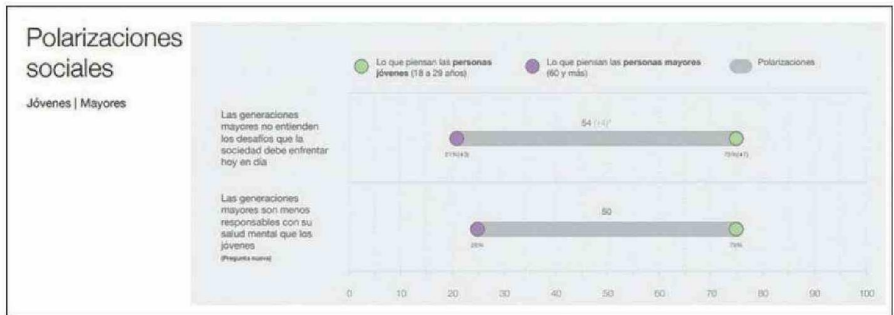 Polarizaciones
sociales
Jóvenes | Mayores
Lo que piensan las personas
jóvenes (18 a 29 años)
Lo que piensan las personas mayores
(60 y más)
Polarizaciones
Las generaciones
mayores no entienden
los desafíos que la
sociedad debe enfrentar
hoy en día
54 (+4)*
Las generaciones
mayores son menos
responsables con su
salud mental que los
jóvenes
(Pregunta nueva)
50
25%
75%
0 10 20 30 40 50 60 70 80 90 100